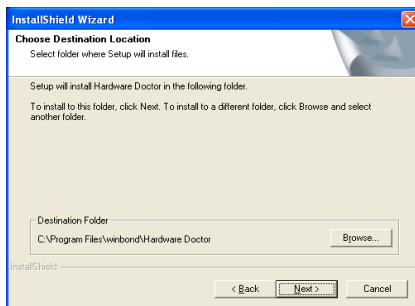 InstallShield Wizard
Choose Destination Location
Select folder where Setup will install files.
Setup will install Hardware Doctor in the following folder.
To install to this folder, click Next. To install to a different folder, click Browse and select
another folder.
Destination Folder
C:\Program Files\winbond\Hardware Doctor
Browse...
InstallShield
< Back
Next >
Cancel